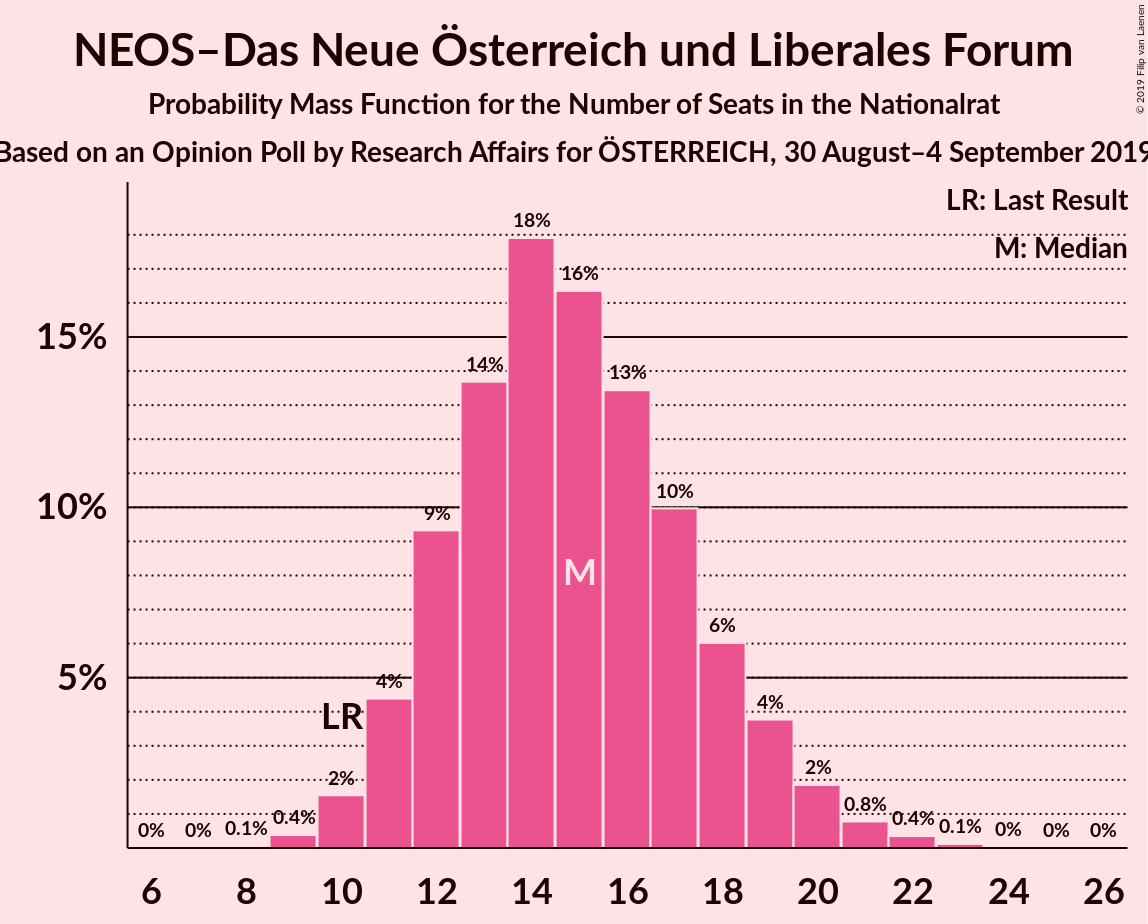 NEOS–Das Neue Österreich und Liberales Forum
Probability Mass Function for the Number of Seats in the Nationalrat
Based on an Opinion Poll by Research Affairs for ÖSTERREICH, 30 August–4 September 2019
© 2019 Filip van Laenen
LR: Last Result
M: Median
18%
16%
15%
14%
13%
10%
10%
9%
M
6%
5%
4%
4%
LR
2%
2%
0.8%
0.4%
0.4%
0% 0% 0.1% 0.1% 0% 0% 0%
6 8 10 12 14 16 18 20 22 24 26